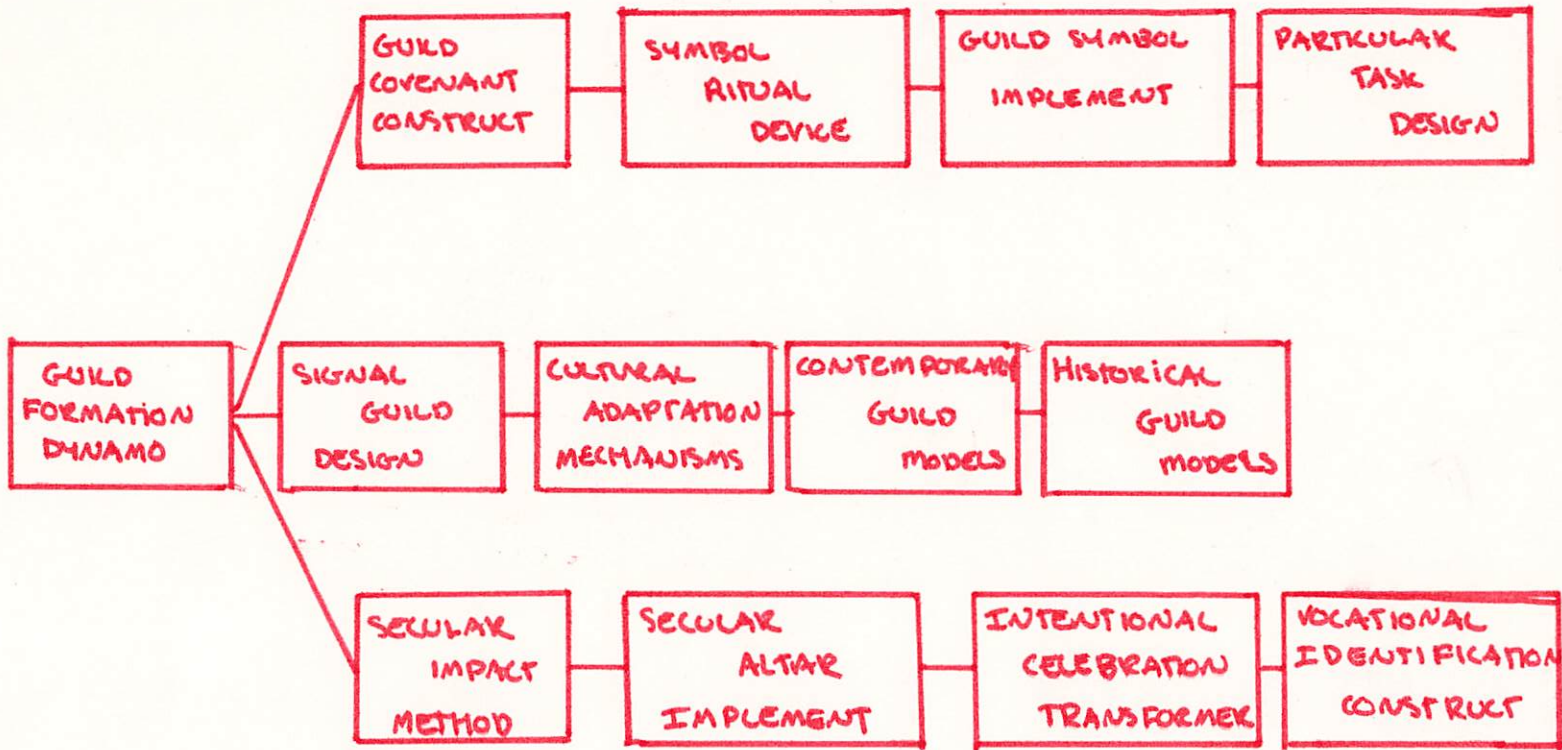 GUILD
COVENANT
CONSTRUCT
SYMBOL
RITUAL
DEVICE
GUILD SYMBOL
IMPLEMENT
PARTICULAR
TASK
DESIGN
GUILD
FORMATION
DYNAMO
SIGNAL
GUILD
DESIGN
CULTURAL
ADAPTATION
MECHANISMS
CONTEMPORARY
GUILD
MODELS
HISTORICAL
GUILD
MODELS
SECULAR
IMPACT
METHOD
SECULAR
ALTAR
IMPLEMENT
INTENTIONAL
CELEBRATION
TRANSFORMER
VOCATIONAL
IDENTIFICATION
CONSTRUCT